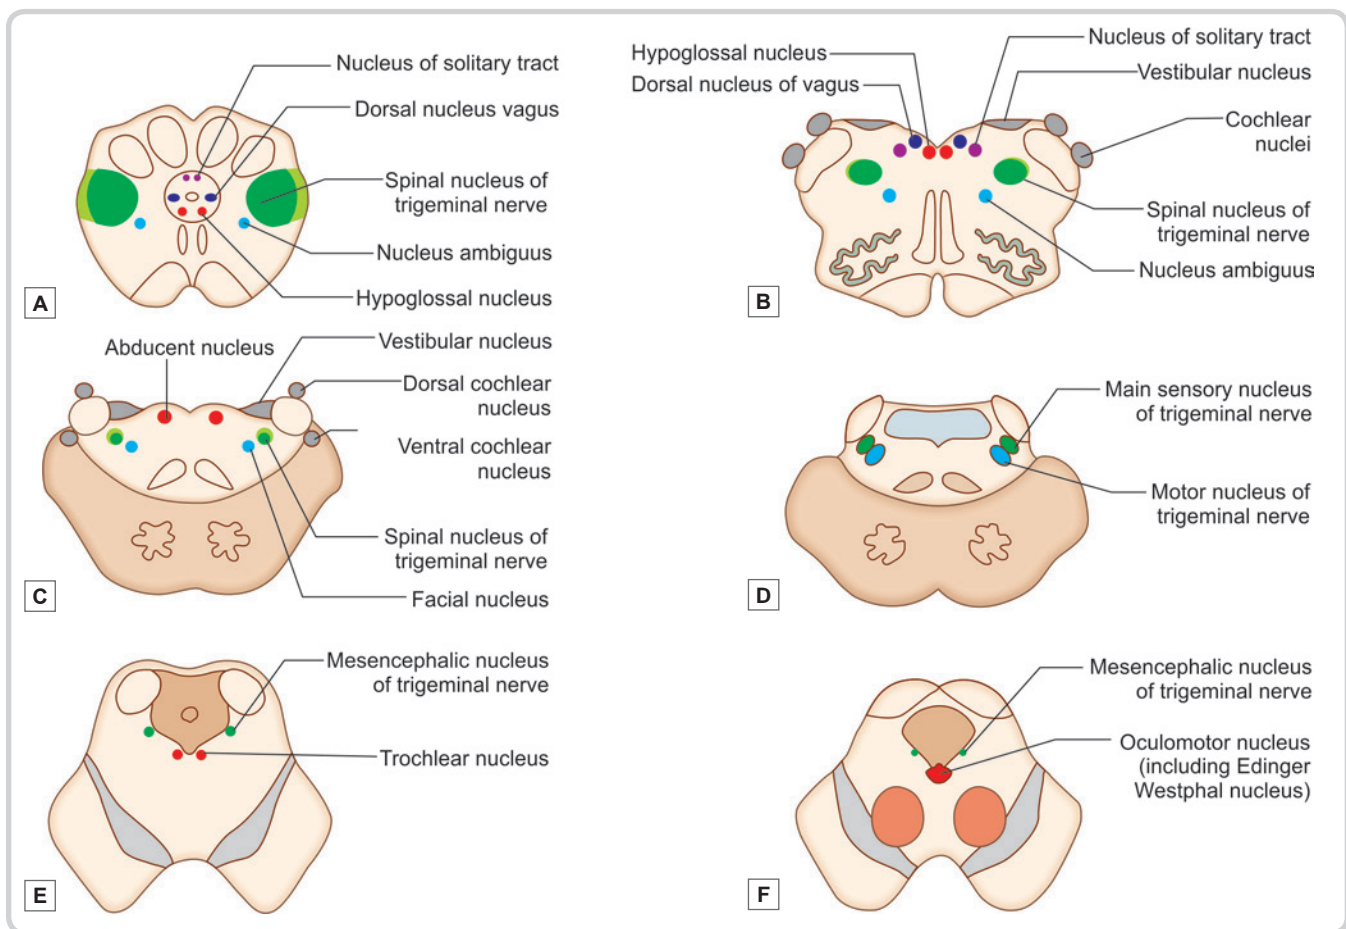 Nucleus of solitary tract
Dorsal nucleus vagus
Spinal nucleus of
trigeminal nerve
Nucleus ambiguus
Hypoglossal nucleus
A
Hypoglossal nucleus
Dorsal nucleus of vagus
Nucleus of solitary tract
Vestibular nucleus
Cochlear
nuclei
Spinal nucleus of
trigeminal nerve
Nucleus ambiguus
B
Abducent nucleus
Vestibular nucleus
Dorsal cochlear
nucleus
Ventral cochlear
nucleus
Spinal nucleus of
trigeminal nerve
Facial nucleus
C
Main sensory nucleus
of trigeminal nerve
Motor nucleus of
trigeminal nerve
D
Mesencephalic nucleus
of trigeminal nerve
Trochlear nucleus
E
Mesencephalic nucleus
of trigeminal nerve
Oculomotor nucleus
(including Edinger
Westphal nucleus)
F